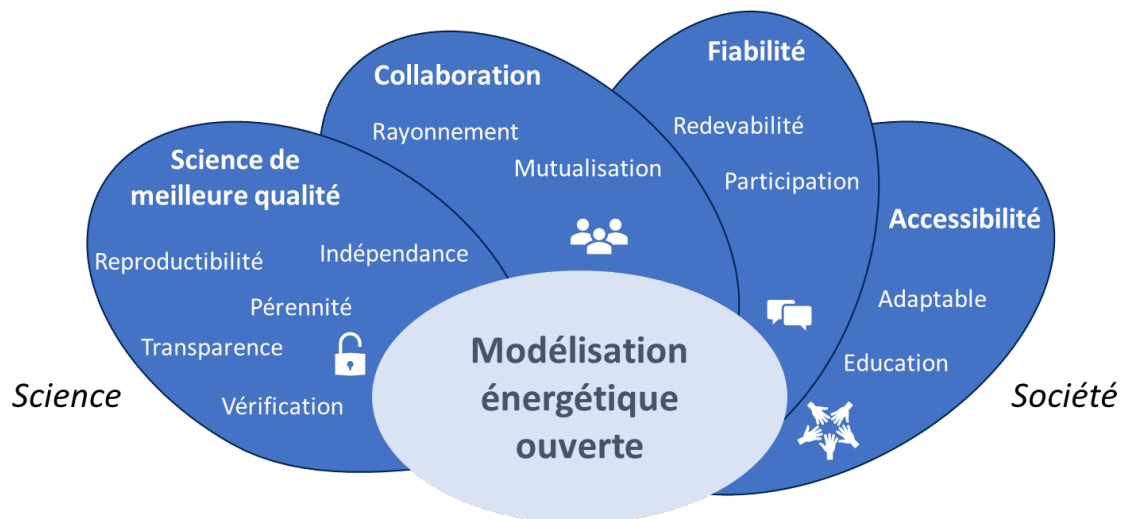 Science de
meilleure qualité
Reproductibilité
Indépendance
Pérennité
Transparence
Vérification
Collaboration
Rayonnement
Mutualisation
Fiabilité
Redevabilité
Participation
Accessibilité
Adaptable
Education
Modélisation
énergétique
ouverte
Science
Société